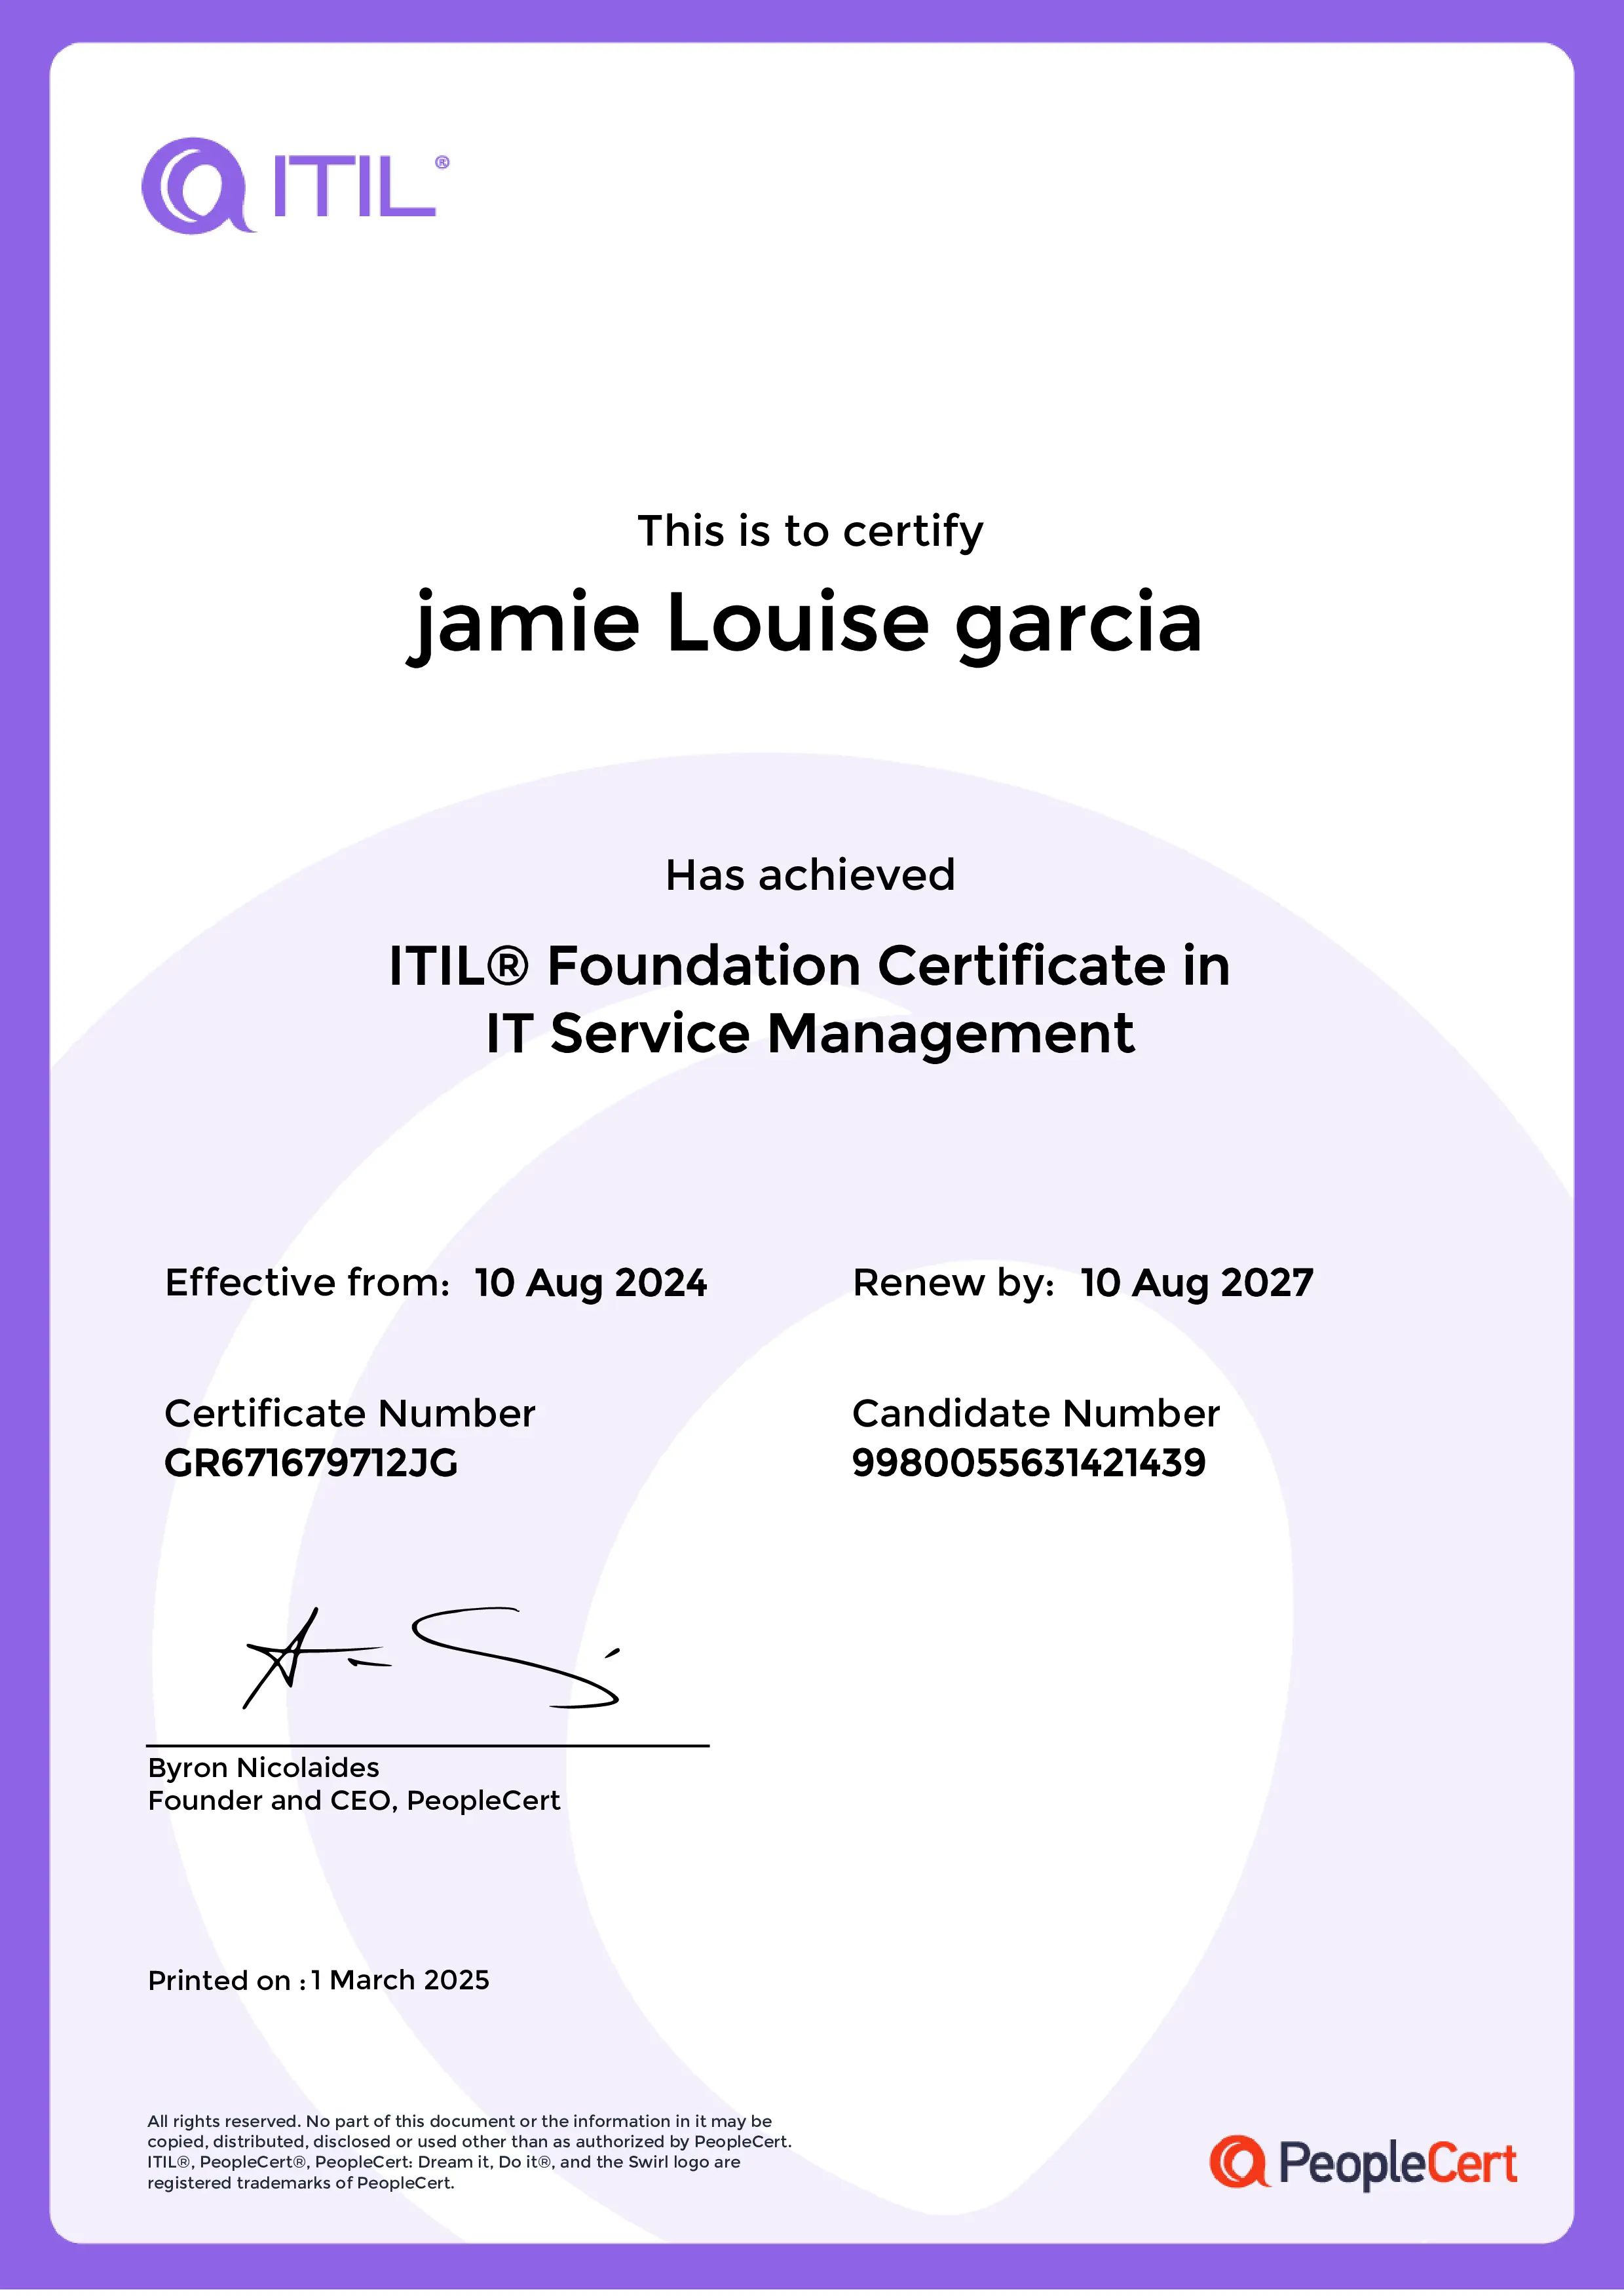 ITIL®
This is to certify
jamie Louise garcia
Has achieved
ITIL® Foundation Certificate in
IT Service Management
Effective from: 10 Aug 2024 Renew by: 10 Aug 2027
Certificate Number Candidate Number
GR671679712JG 9980055631421439
Byron Nicolaides
Founder and CEO, PeopleCert
Printed on : 1 March 2025
All rights reserved. No part of this document or the information in it may be
copied, distributed, disclosed or used other than as authorized by PeopleCert.
ITIL®, PeopleCert®, PeopleCert: Dream it, Do it®, and the Swirl logo are
registered trademarks of PeopleCert.
PeopleCert